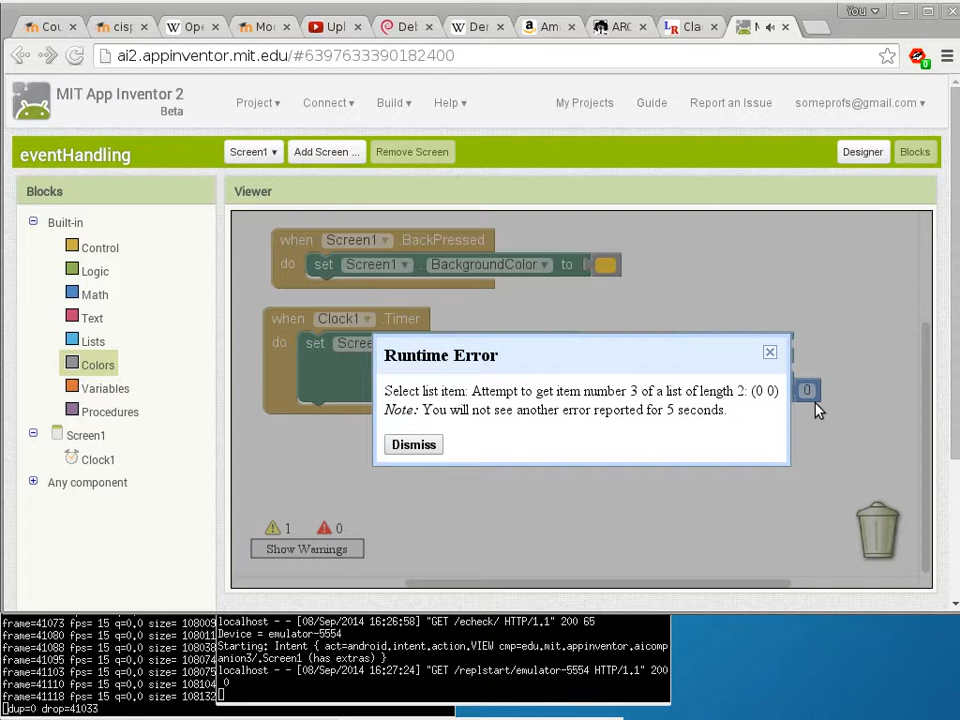 You
Cou
cisp
Ope
Mo
Upl
Deb
Der
Am
ARC
Cla
M
ai2.appinventor.mit.edu/#6397633390182400
0
MIT App Inventor 2
Beta
Project
Connect
Build
Help
My Projects
Guide
Report an Issue
someprofs@gmail.com
eventHandling
Screen1
Add Screen ...
Remove Screen
Designer
Blocks
Blocks
Viewer
Built-in
Control
Logic
Math
Text
Lists
Colors
Variables
Procedures
Screen1
Clock1
Any component
when Screen1 .BackPressed
do set Screen1 . BackgroundColor to
when Clock1 .Timer
do set Scree
0
Runtime Error
Select list item: Attempt to get item number 3 of a list of length 2: (0 0)
Note: You will not see another error reported for 5 seconds.
Dismiss
1 0
Show Warnings
frame=41073 fps= 15 q=0.0 size= 108009
frame=41080 fps= 15 q=0.0 size= 108011
frame=41088 fps= 15 q=0.0 size= 108066
frame=41095 fps= 15 q=0.0 size= 108074
frame=41103 fps= 15 q=0.0 size= 108075
frame=41111 fps= 15 q=0.0 size= 108104
frame=41118 fps= 15 q=0.0 size= 108132
dup=0 drop=41033
localhost - - [08/Sep/2014 16:26:58] "GET /echeck/ HTTP/1.1" 200 65
Device = emulator-5554
Starting: Intent { act=android.intent.action.VIEW cmp=edu.mit.appinventor.aicom
panion3/.Screen1 (has extras) }
localhost - - [08/Sep/2014 16:27:24] "GET /replstart/emulator-5554 HTTP/1.1" 200
0